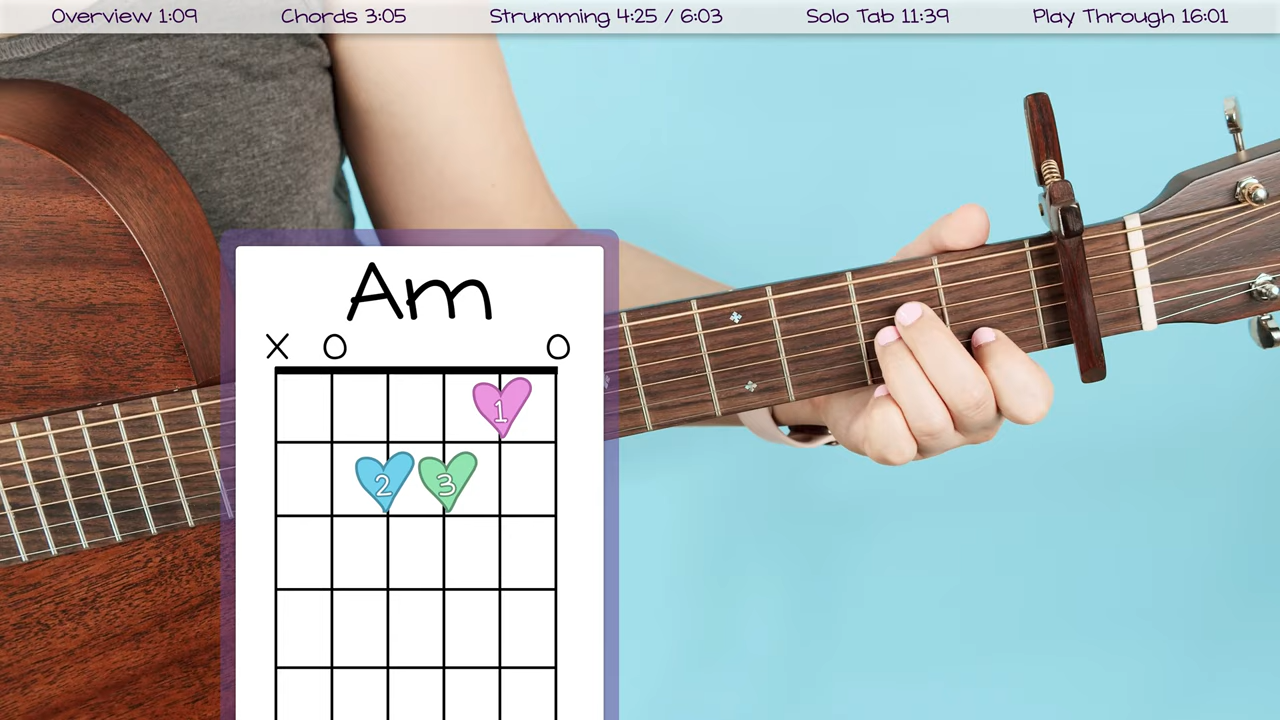 Overview 1:09 Chords 3:05 Strumming 4:25 / 6:03 Solo Tab 11:39 Play Through 16:01
Am
X O O
1
2 3